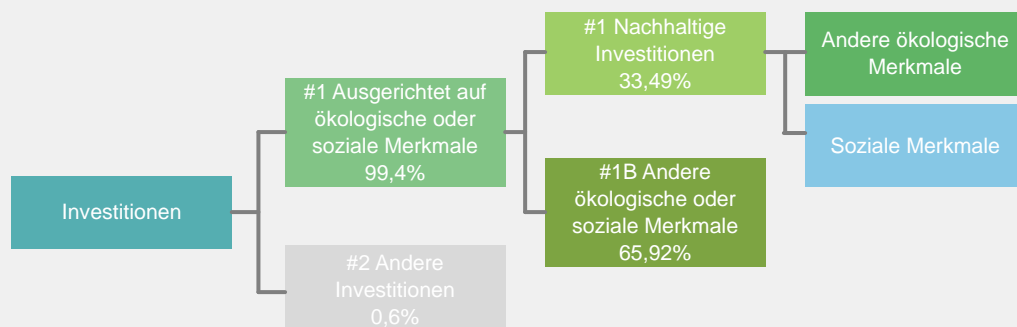 Investitionen
#1 Ausgerichtet auf
ökologische oder
soziale Merkmale
99,4%
#2 Andere
Investitionen
0,6%
#1 Nachhaltige
Investitionen
33,49%
#1B Andere
ökologische oder
soziale Merkmale
65,92%
Andere ökologische
Merkmale
Soziale Merkmale